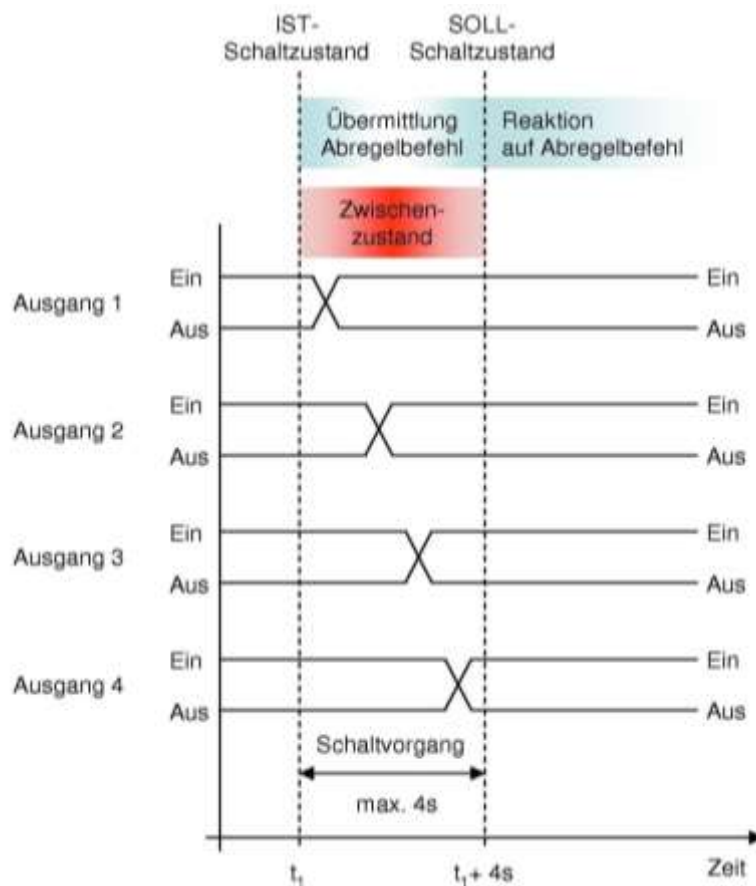 IST-
Schaltzustand
SOLL-
Schaltzustand
Übermittlung
Abregelbefehl
Reaktion
auf Abregelbefehl
Zwischen-
zustand
Ausgang 1
Ein
Aus
Ein
Aus
Ausgang 2
Ein
Aus
Ein
Aus
Ausgang 3
Ein
Aus
Ein
Aus
Ausgang 4
Ein
Aus
Ein
Aus
Schaltvorgang
max. 4s
t₁
t₁+ 4s
Zeit